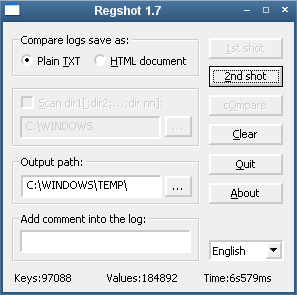 Regshot 1.7
Compare logs save as:
Plain TXT
HTML document
1st shot
2nd shot
Scan dir1[;dir2;...;dir nn]:
C:\WINDOWS
...
cOmpare
Clear
Output path:
C:\WINDOWS\TEMP\
...
Quit
About
Add comment into the log:
English
Keys:97088 Values:184892 Time:6s579ms